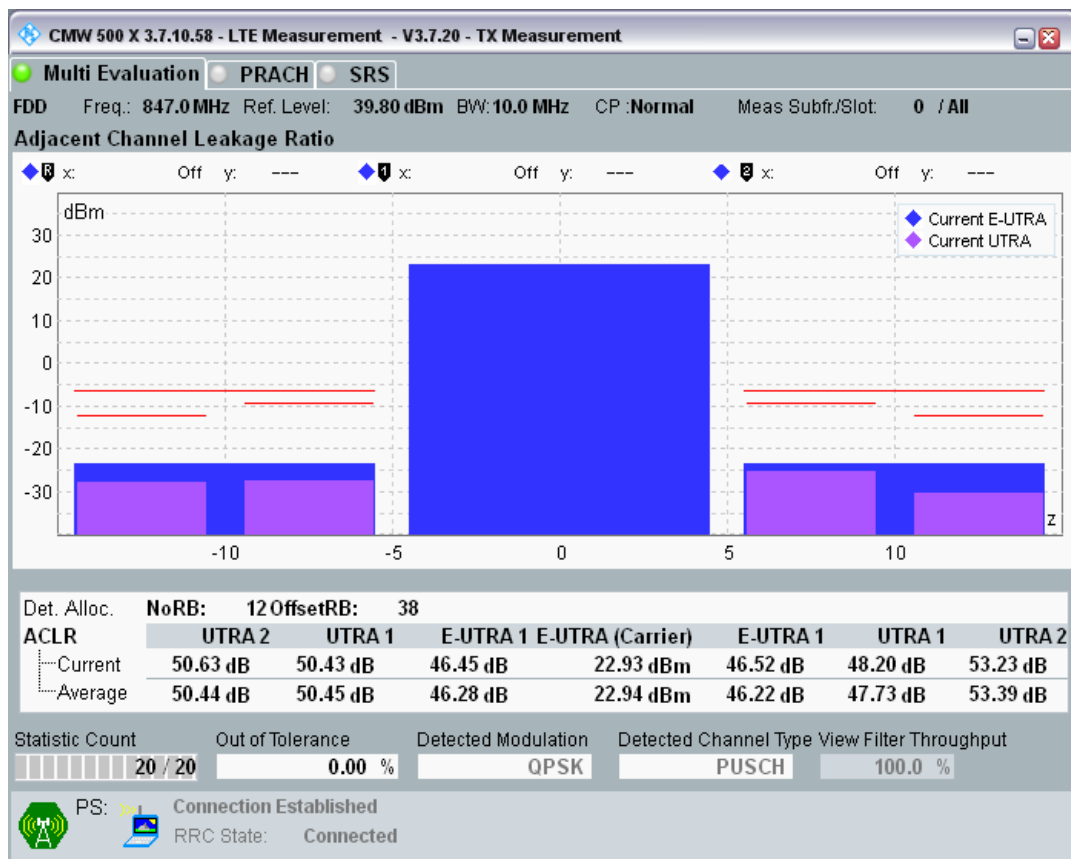 CMW 500 X 3.7.10.58 - LTE Measurement - V3.7.20 - TX Measurement
Multi Evaluation PRACH SRS
FDD Freq.: 847.0 MHz Ref. Level: 39.80 dBm BW: 10.0 MHz CP :Normal Meas Subfr./Slot: 0 / All
Adjacent Channel Leakage Ratio
R x: Off y: --- 1 x: Off y: --- 2 x: Off y: ---
dBm
Current E-UTRA
Current UTRA
30
20
10
0
-10
-20
-30
z
-10 -5 0 5 10
Det. Alloc. NoRB: 12 OffsetRB: 38
ACLR UTRA 2 UTRA 1 E-UTRA 1 E-UTRA (Carrier) E-UTRA 1 UTRA 1 UTRA 2
Current 50.63 dB 50.43 dB 46.45 dB 22.93 dBm 46.52 dB 48.20 dB 53.23 dB
Average 50.44 dB 50.45 dB 46.28 dB 22.94 dBm 46.22 dB 47.73 dB 53.39 dB
Statistic Count Out of Tolerance Detected Modulation Detected Channel Type View Filter Throughput
20 / 20 0.00 % QPSK PUSCH 100.0 %
PS: Connection Established
RRC State: Connected